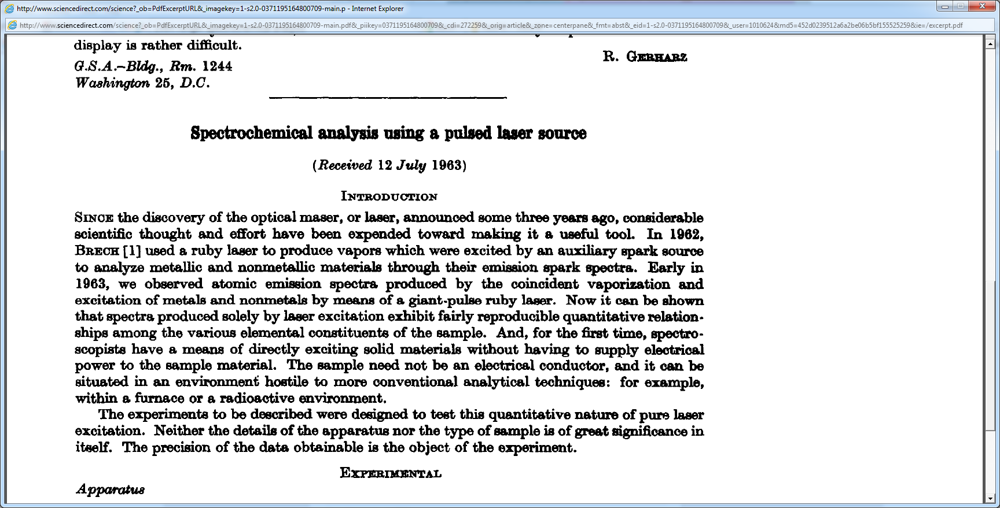 http://www.sciencedirect.com/science?_ob=PdfExcerptURL&_imagekey=1-s2.0-0371195164800709-main.p - Internet Explorer
http://www.sciencedirect.com/science?_ob=PdfExcerptURL&_imagekey=1-s2.0-0371195164800709-main.pdf&_piikey=0371195164800709&_cdi=272259&_orig=article&_zone=centerpane&_fmt=abst&_eid=1-s2.0-0371195164800709&_user=1010624&md5=452d0239512a6a2be06b5bf155525259&ie=/excerpt.pdf
display is rather difficult.
R. GERHARZ
G.S.A.–Bldg., Rm. 1244
Washington 25, D.C.
Spectrochemical analysis using a pulsed laser source
(Received 12 July 1963)
INTRODUCTION
SINCE the discovery of the optical maser, or laser, announced some three years ago, considerable
scientific thought and effort have been expended toward making it a useful tool. In 1962,
BRECH [1] used a ruby laser to produce vapors which were excited by an auxiliary spark source
to analyze metallic and nonmetallic materials through their emission spark spectra. Early in
1963, we observed atomic emission spectra produced by the coincident vaporization and
excitation of metals and nonmetals by means of a giant-pulse ruby laser. Now it can be shown
that spectra produced solely by laser excitation exhibit fairly reproducible quantitative relation-
ships among the various elemental constituents of the sample. And, for the first time, spectro-
scopists have a means of directly exciting solid materials without having to supply electrical
power to the sample material. The sample need not be an electrical conductor, and it can be
situated in an environment hostile to more conventional analytical techniques: for example,
within a furnace or a radioactive environment.
The experiments to be described were designed to test this quantitative nature of pure laser
excitation. Neither the details of the apparatus nor the type of sample is of great significance in
itself. The precision of the data obtainable is the object of the experiment.
EXPERIMENTAL
Apparatus